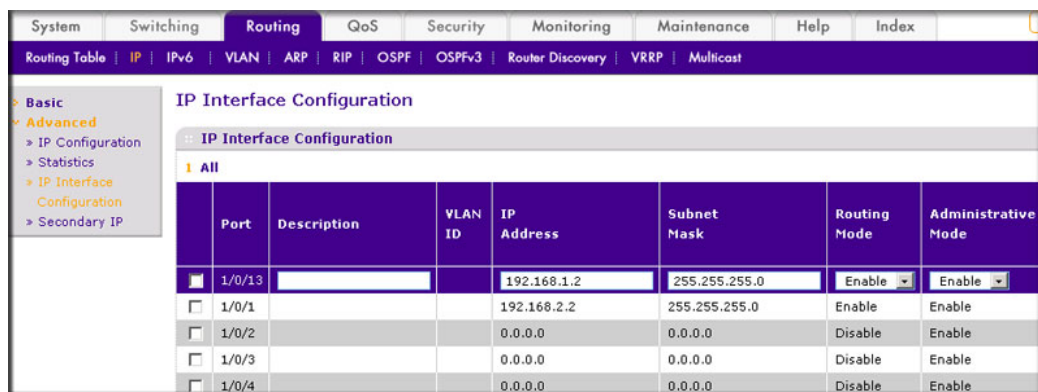 System Switching Routing QoS Security Monitoring Maintenance Help Index
Routing Table | IP | IPv6 | VLAN | ARP | RIP | OSPF | OSPFv3 | Router Discovery | VRRP | Multicast
Basic
Advanced
» IP Configuration
» Statistics
» IP Interface
Configuration
» Secondary IP
IP Interface Configuration
IP Interface Configuration
1 All
Port Description VLAN ID IP Address Subnet Mask Routing Mode Administrative Mode
1/0/13 192.168.1.2 255.255.255.0 Enable Enable
1/0/1 192.168.2.2 255.255.255.0 Enable Enable
1/0/2 0.0.0.0 0.0.0.0 Disable Enable
1/0/3 0.0.0.0 0.0.0.0 Disable Enable
1/0/4 0.0.0.0 0.0.0.0 Disable Enable